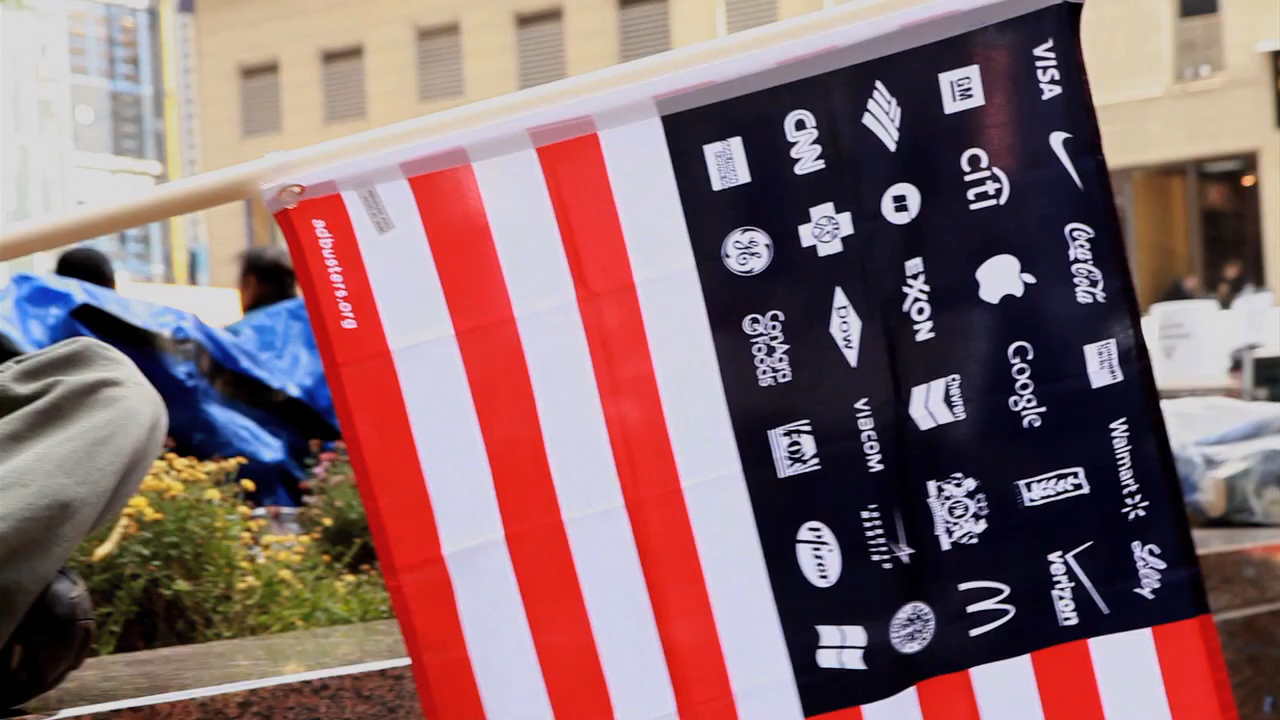 adbusters.org
VISA
GM
CNN
citi
Coca-Cola
GE
EXXON
DOW
ConAgra
Foods
Google
Chevron
VIACOM
Walmart
Pfizer
verizon
Lilly